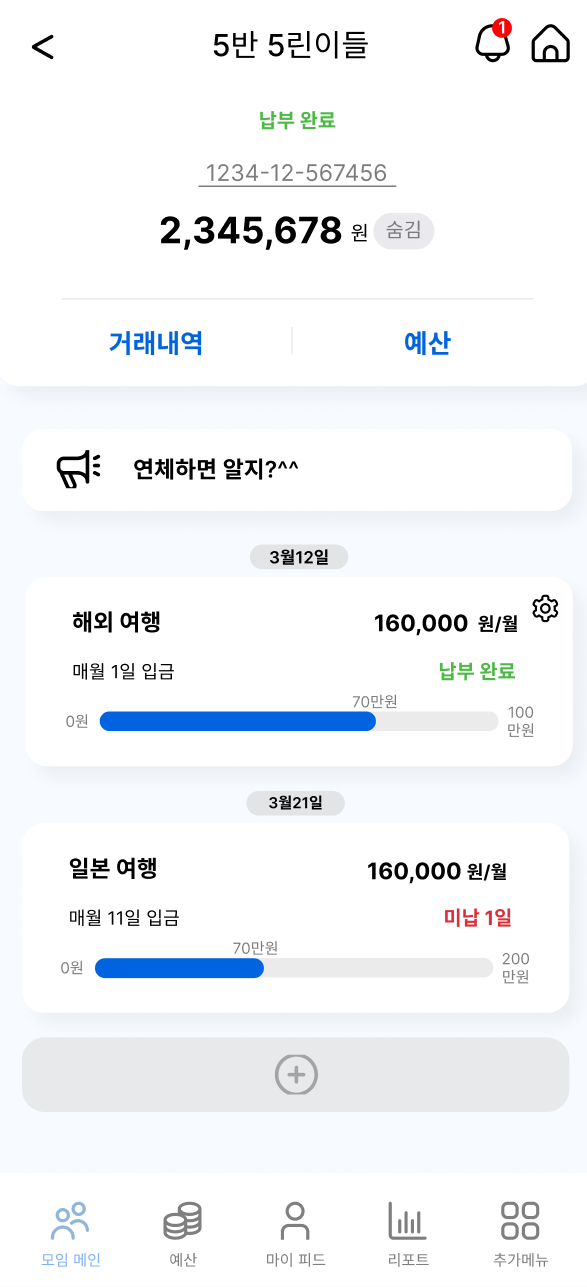 5반 5린이들
1
납부 완료
1234-12-567456
2,345,678 원 숨김
거래내역 예산
연체하면 알지?^^
3월12일
해외 여행 160,000 원/월
매월 1일 입금 납부 완료
70만원
0원 100
만원
3월21일
일본 여행 160,000 원/월
매월 11일 입금 미납 1일
70만원
0원 200
만원
모임 메인 예산 마이 피드 리포트 추가메뉴